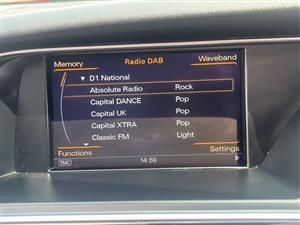 Memory Radio DAB Waveband
D1 National
Absolute Radio Rock
Capital DANCE Pop
Capital UK Pop
Capital XTRA Pop
Classic FM Light
Functions Settings
TMC 14:59